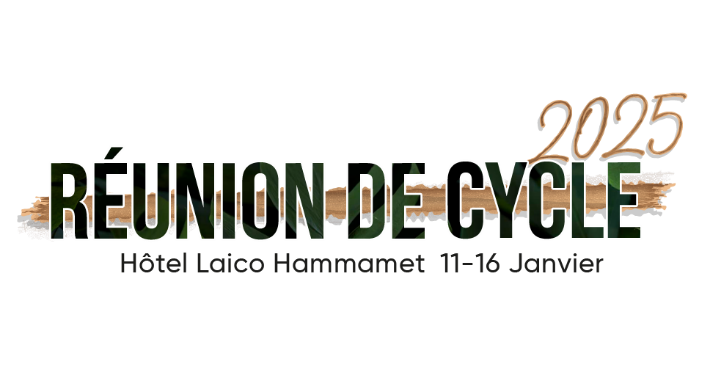 2025
RÉUNION DE CYCLE
Hôtel Laico Hammamet 11-16 Janvier